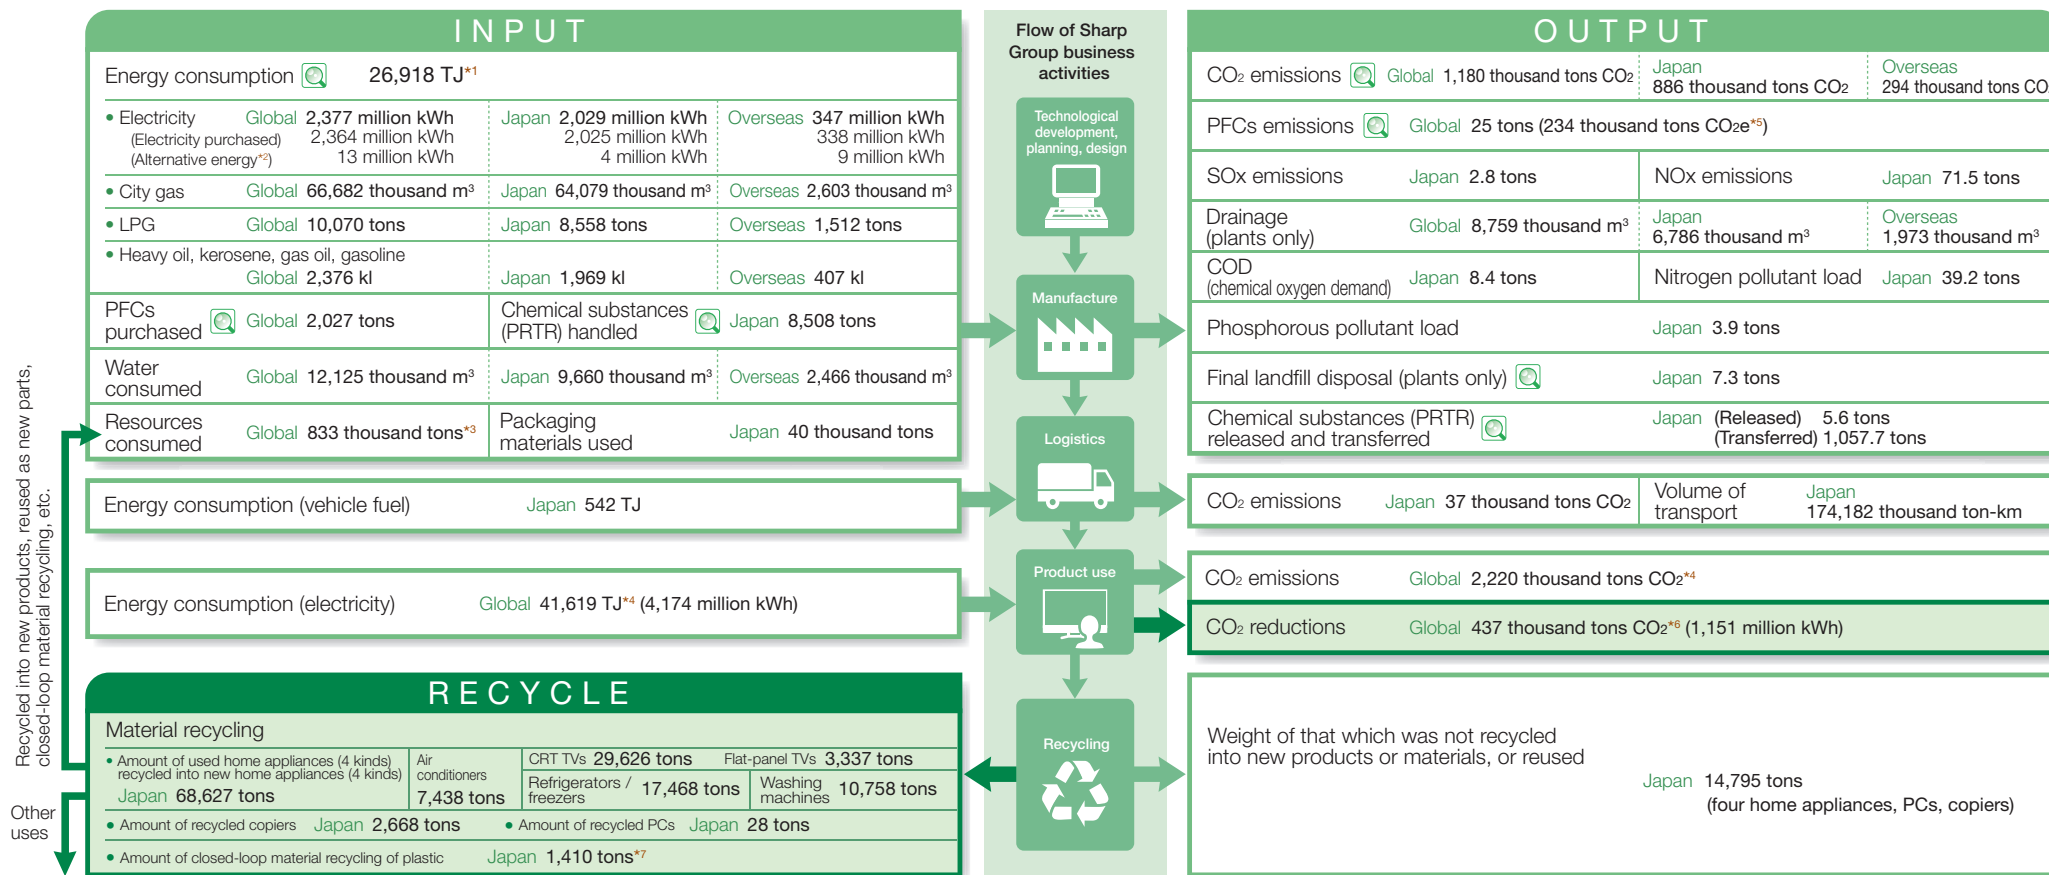 INPUT
Energy consumption 26,918 TJ*1
• Electricity Global 2,377 million kWh Japan 2,029 million kWh Overseas 347 million kWh
(Electricity purchased) 2,364 million kWh 2,025 million kWh 338 million kWh
(Alternative energy*2) 13 million kWh 4 million kWh 9 million kWh
• City gas Global 66,682 thousand m³ Japan 64,079 thousand m³ Overseas 2,603 thousand m³
• LPG Global 10,070 tons Japan 8,558 tons Overseas 1,512 tons
• Heavy oil, kerosene, gas oil, gasoline
Global 2,376 kl Japan 1,969 kl Overseas 407 kl
PFCs
purchased Global 2,027 tons
Chemical substances
(PRTR) handled Japan 8,508 tons
Water
consumed Global 12,125 thousand m³ Japan 9,660 thousand m³ Overseas 2,466 thousand m³
Resources
consumed Global 833 thousand tons*3
Packaging
materials used Japan 40 thousand tons
Energy consumption (vehicle fuel) Japan 542 TJ
Energy consumption (electricity) Global 41,619 TJ*4 (4,174 million kWh)
Recycled into new products, reused as new parts,
closed-loop material recycling, etc.
Other
uses
RECYCLE
Material recycling
• Amount of used home appliances (4 kinds)
recycled into new home appliances (4 kinds)
Japan 68,627 tons
Air
conditioners
7,438 tons
CRT TVs 29,626 tons Flat-panel TVs 3,337 tons
Refrigerators /
freezers 17,468 tons
Washing
machines 10,758 tons
• Amount of recycled copiers Japan 2,668 tons • Amount of recycled PCs Japan 28 tons
• Amount of closed-loop material recycling of plastic Japan 1,410 tons*7
Flow of Sharp
Group business
activities
Technological
development,
planning, design
Manufacture
Logistics
Product use
Recycling
OUTPUT
CO2 emissions Global 1,180 thousand tons CO2
Japan
886 thousand tons CO2
Overseas
294 thousand tons CO2
PFCs emissions Global 25 tons (234 thousand tons CO2e*5)
SOx emissions Japan 2.8 tons NOx emissions Japan 71.5 tons
Drainage
(plants only) Global 8,759 thousand m³
Japan
6,786 thousand m³
Overseas
1,973 thousand m³
COD
(chemical oxygen demand) Japan 8.4 tons Nitrogen pollutant load Japan 39.2 tons
Phosphorous pollutant load Japan 3.9 tons
Final landfill disposal (plants only) Japan 7.3 tons
Chemical substances (PRTR)
released and transferred
Japan (Released) 5.6 tons
(Transferred) 1,057.7 tons
CO2 emissions Japan 37 thousand tons CO2
Volume of
transport
Japan
174,182 thousand ton-km
CO2 emissions Global 2,220 thousand tons CO2*4
CO2 reductions Global 437 thousand tons CO2*6 (1,151 million kWh)
Weight of that which was not recycled
into new products or materials, or reused
Japan 14,795 tons
(four home appliances, PCs, copiers)